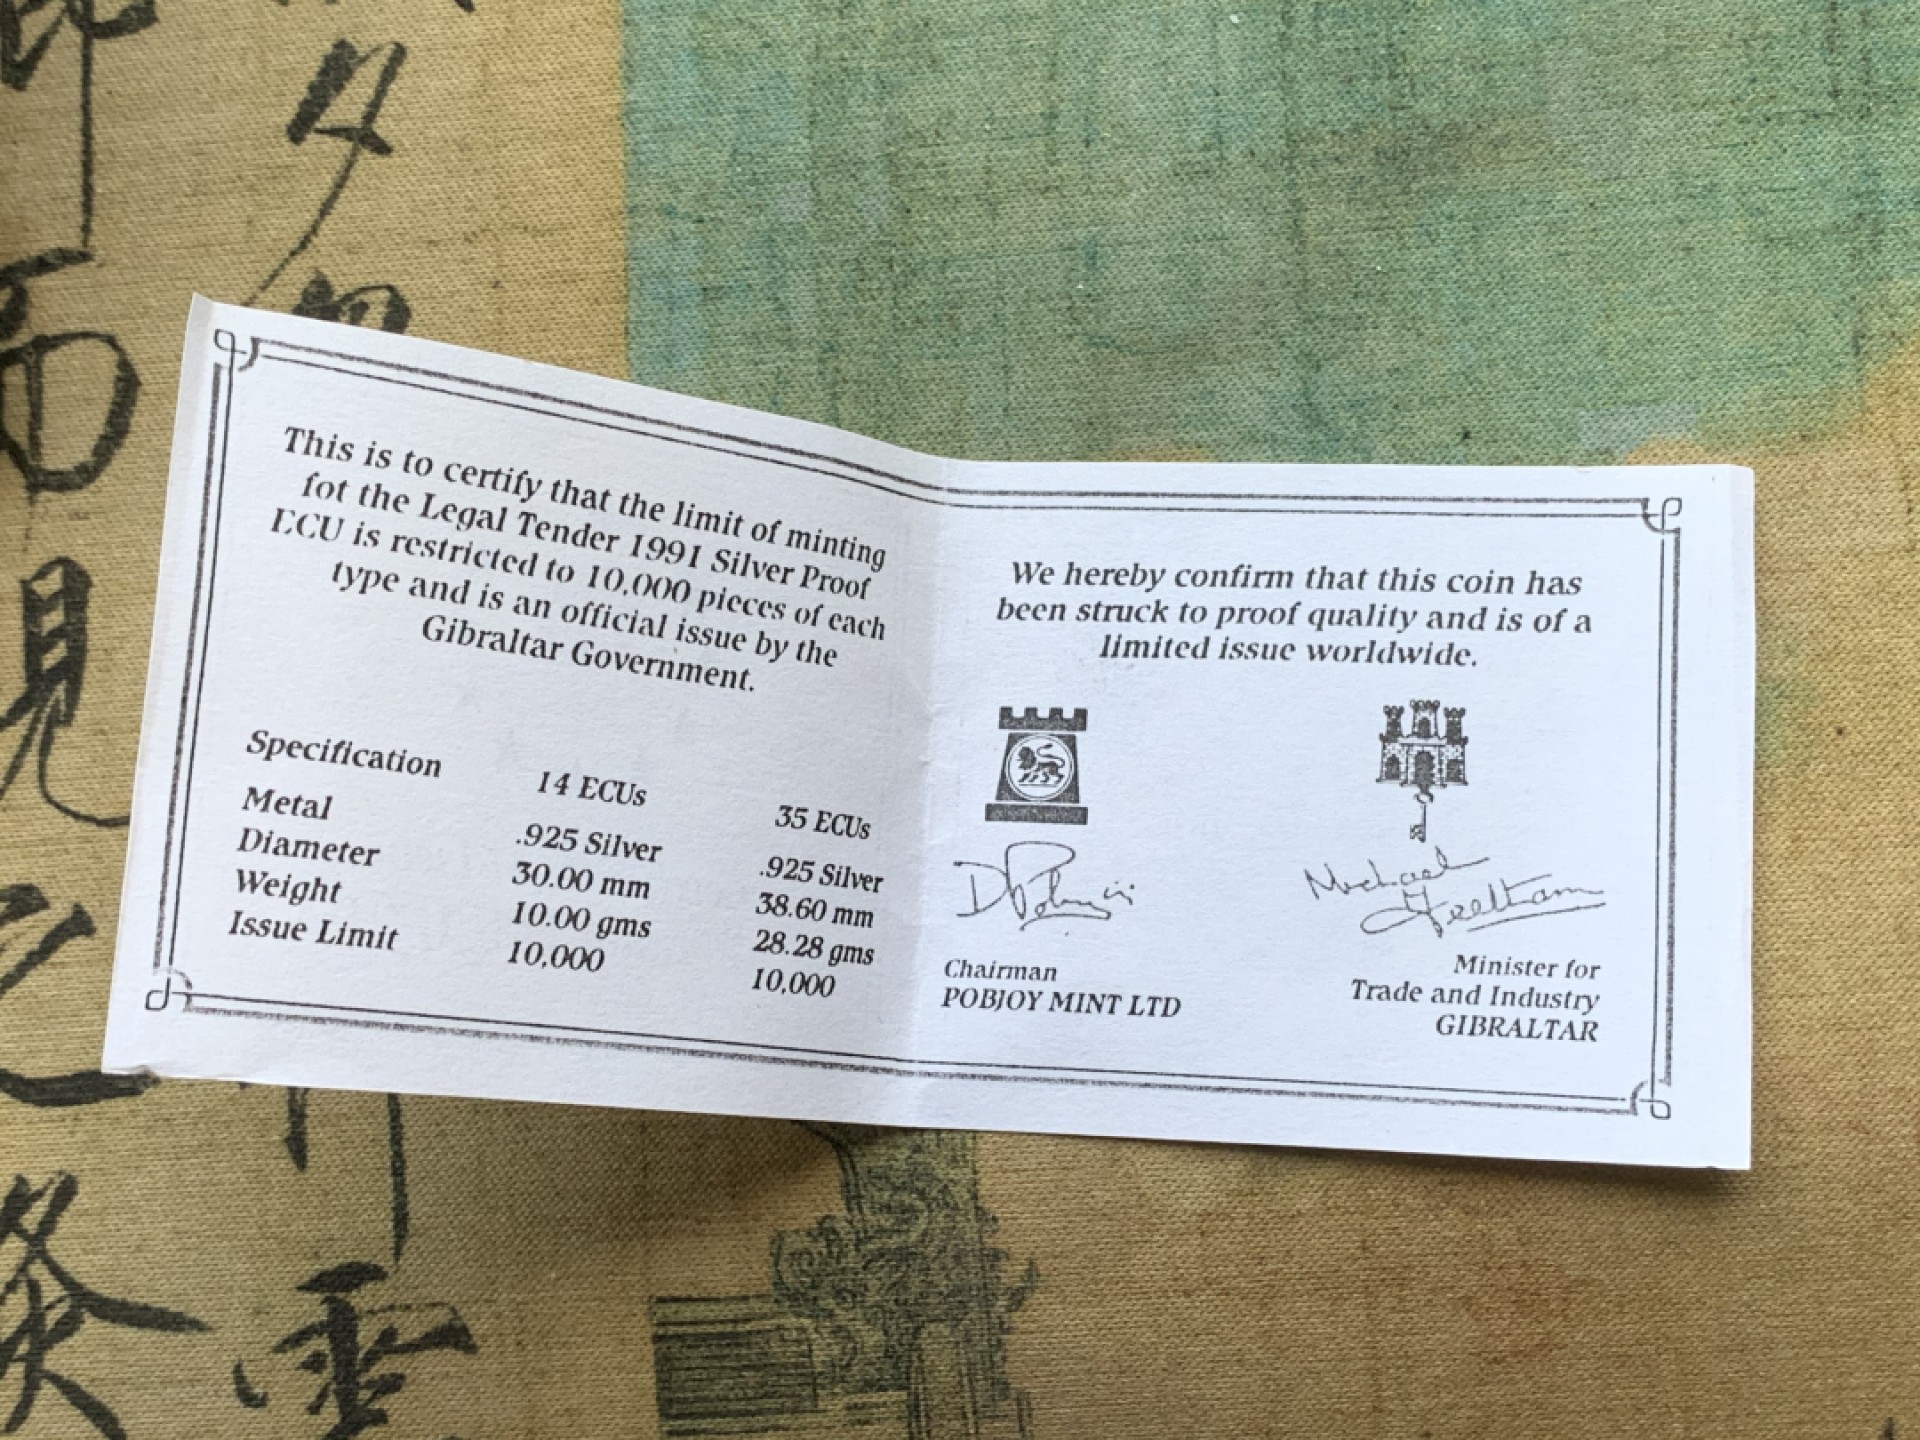 This is to certify that the limit of minting
fot the Legal Tender 1991 Silver Proof
ECU is restricted to 10,000 pieces of each
type and is an official issue by the
Gibraltar Government.
Specification 14 ECUs 35 ECUs
Metal .925 Silver .925 Silver
Diameter 30.00 mm 38.60 mm
Weight 10.00 gms 28.28 gms
Issue Limit 10,000 10,000
We hereby confirm that this coin has
been struck to proof quality and is of a
limited issue worldwide.
Michael
Feetham
Chairman
POBJOY MINT LTD
Minister for
Trade and Industry
GIBRALTAR
見
雲